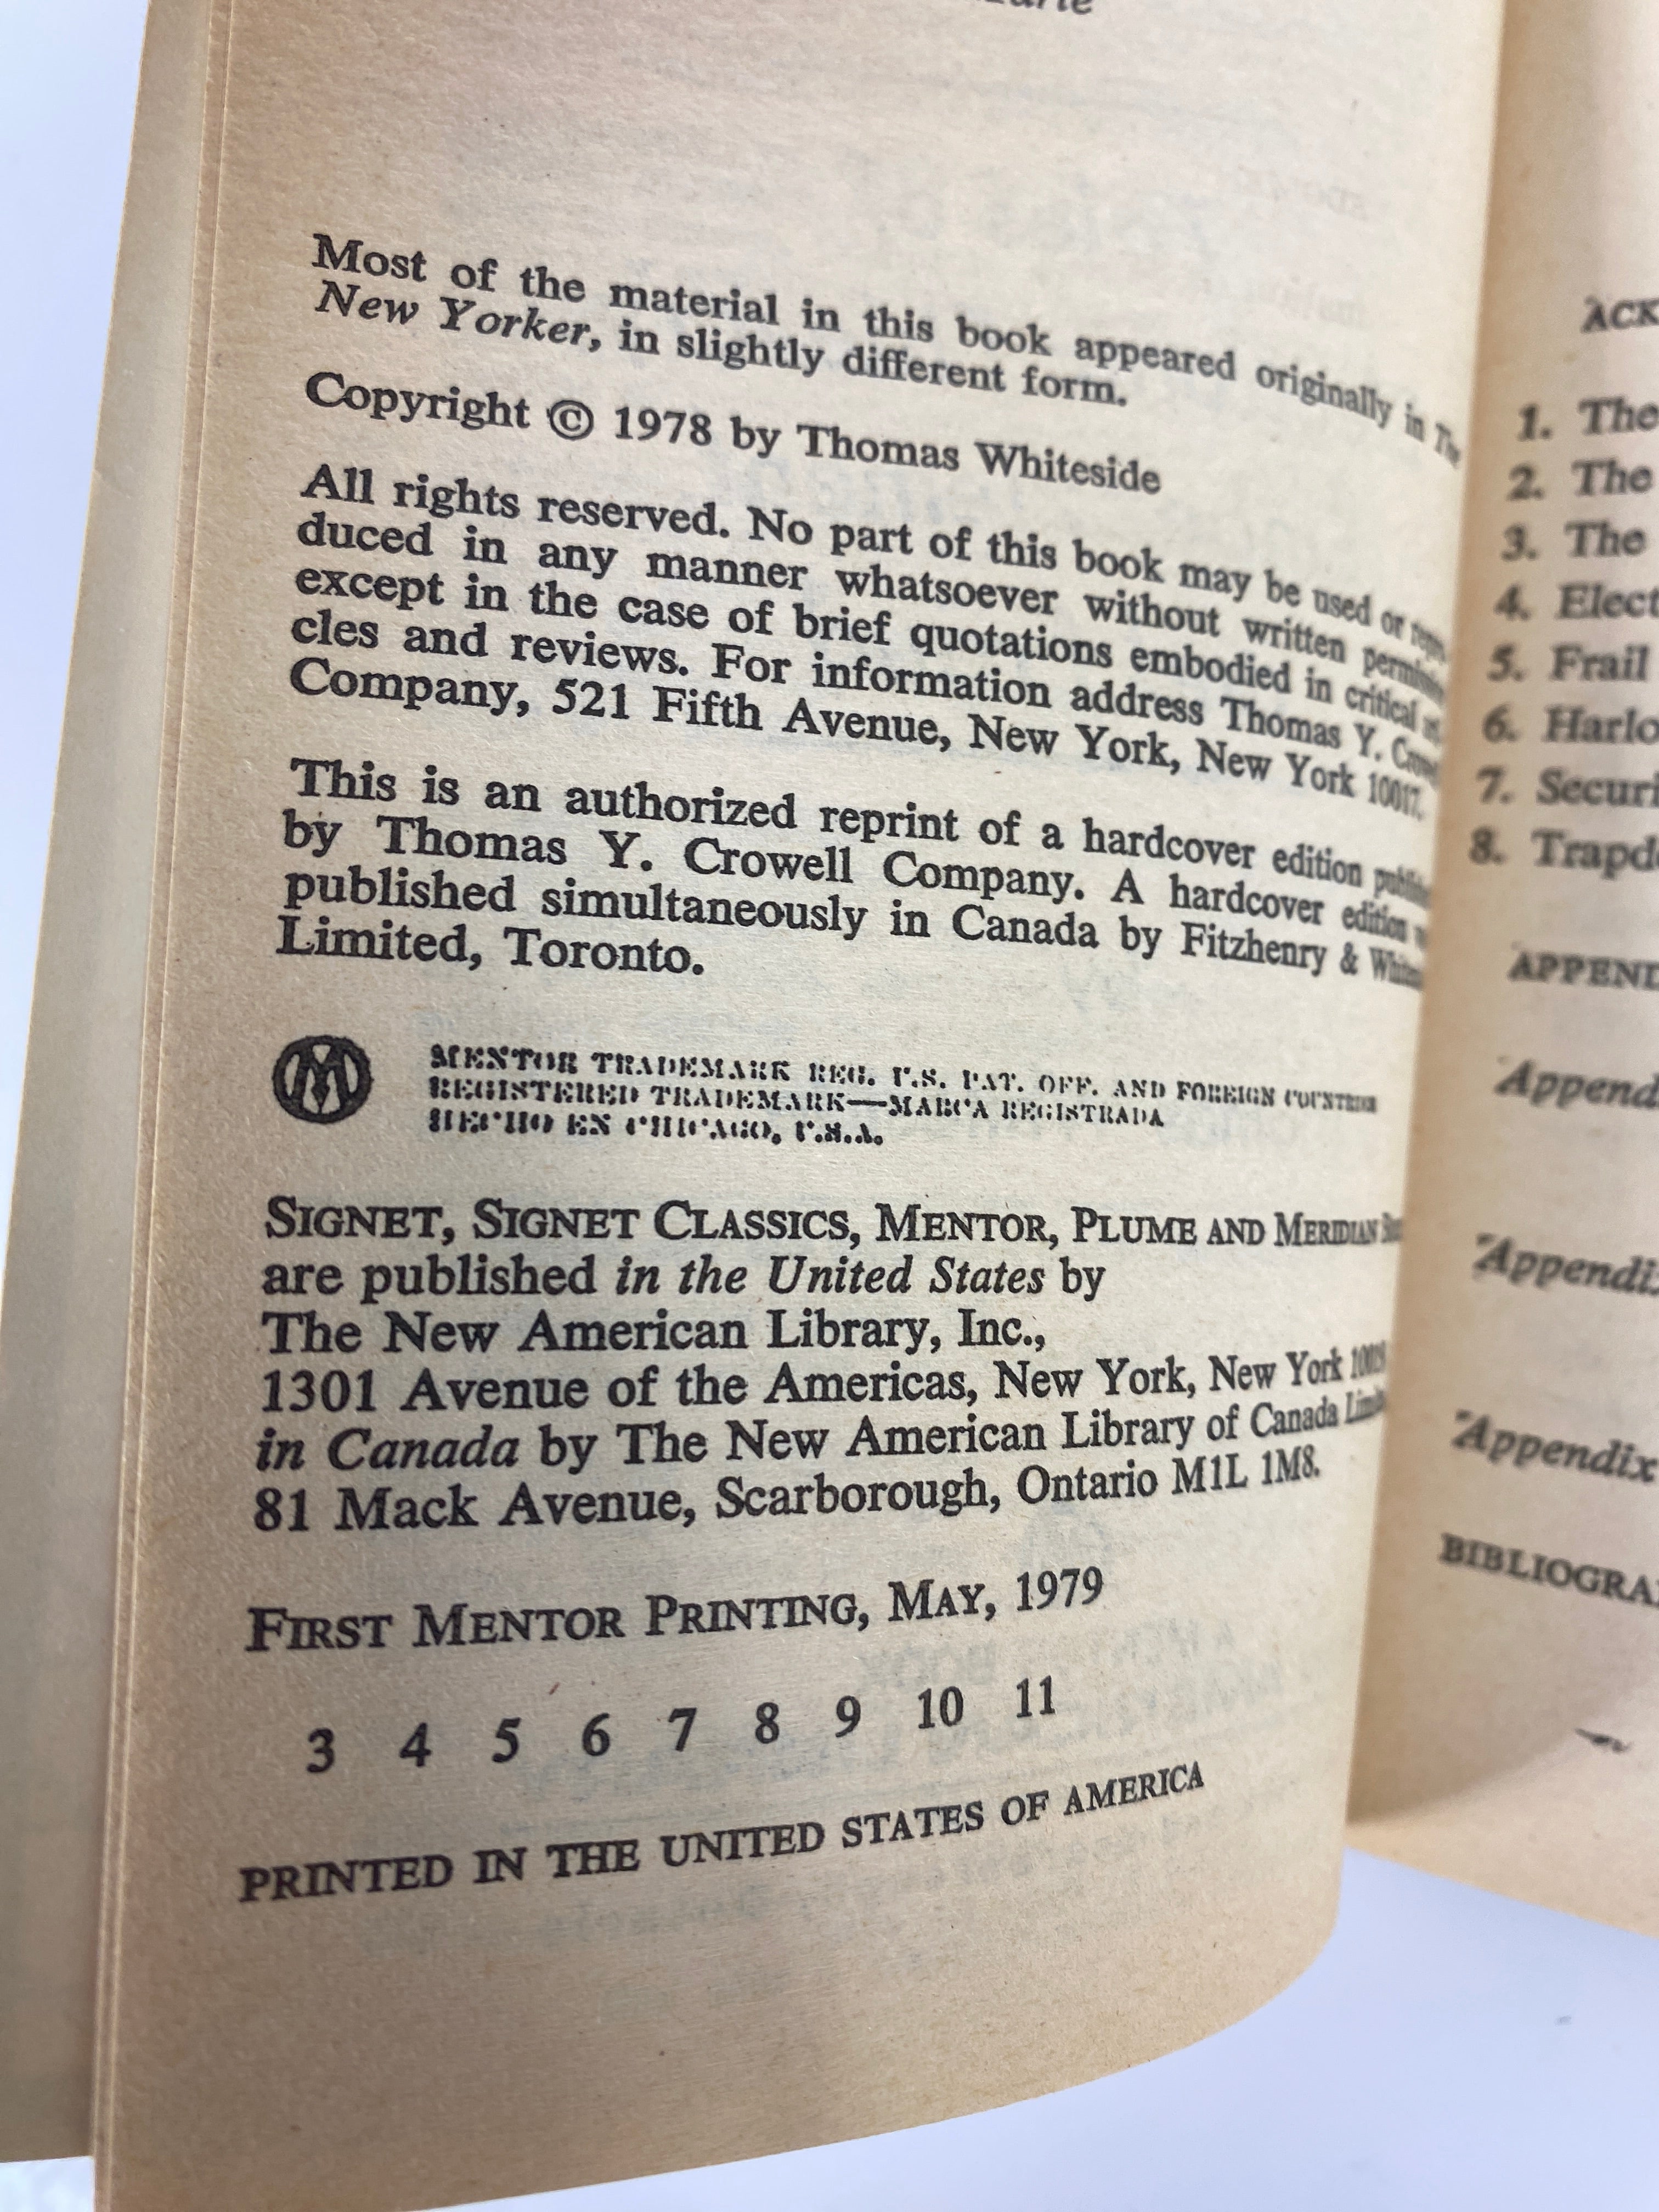 Most of the material in this book appeared originally in The
New Yorker, in slightly different form.
Copyright © 1978 by Thomas Whiteside
All rights reserved. No part of this book may be used or repro-
duced in any manner whatsoever without written
except in the case of brief quotations embodied in critical
cles and reviews. For information address Thomas Y.
Company, 521 Fifth Avenue, New York, New York 10017.
This is an authorized reprint of a hardcover edition
by Thomas Y. Crowell Company. A hardcover edition
published simultaneously in Canada by Fitzhenry &
Limited, Toronto.
M
MENTOR TRADEMARK REG. U.S. PAT. OFF. AND FOREIGN COUNTRIES
REGISTERED TRADEMARK—MARCA REGISTRADA
HECHO EN CHICAGO, U.S.A.
SIGNET, SIGNET CLASSICS, MENTOR, PLUME AND MERIDIAN
are published in the United States by
The New American Library, Inc.,
1301 Avenue of the Americas, New York, New York 10019
in Canada by The New American Library of Canada
81 Mack Avenue, Scarborough, Ontario M1L 1M8.
FIRST MENTOR PRINTING, MAY, 1979
3 4 5 6 7 8 9 10 11
PRINTED IN THE UNITED STATES OF AMERICA
ACK
1. The
2. The
3. The
4. Elect
5. Frail
6. Harlo
7. Securi
8. Trapd
APPEND
Append
Appendi
Appendix
BIBLIOGRA